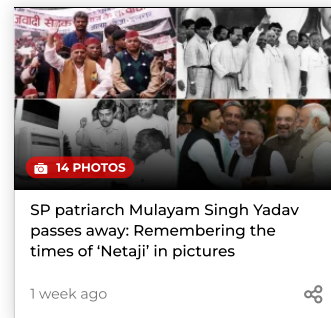 14 PHOTOS
SP patriarch Mulayam Singh Yadav
passes away: Remembering the
times of ‘Netaji’ in pictures
1 week ago